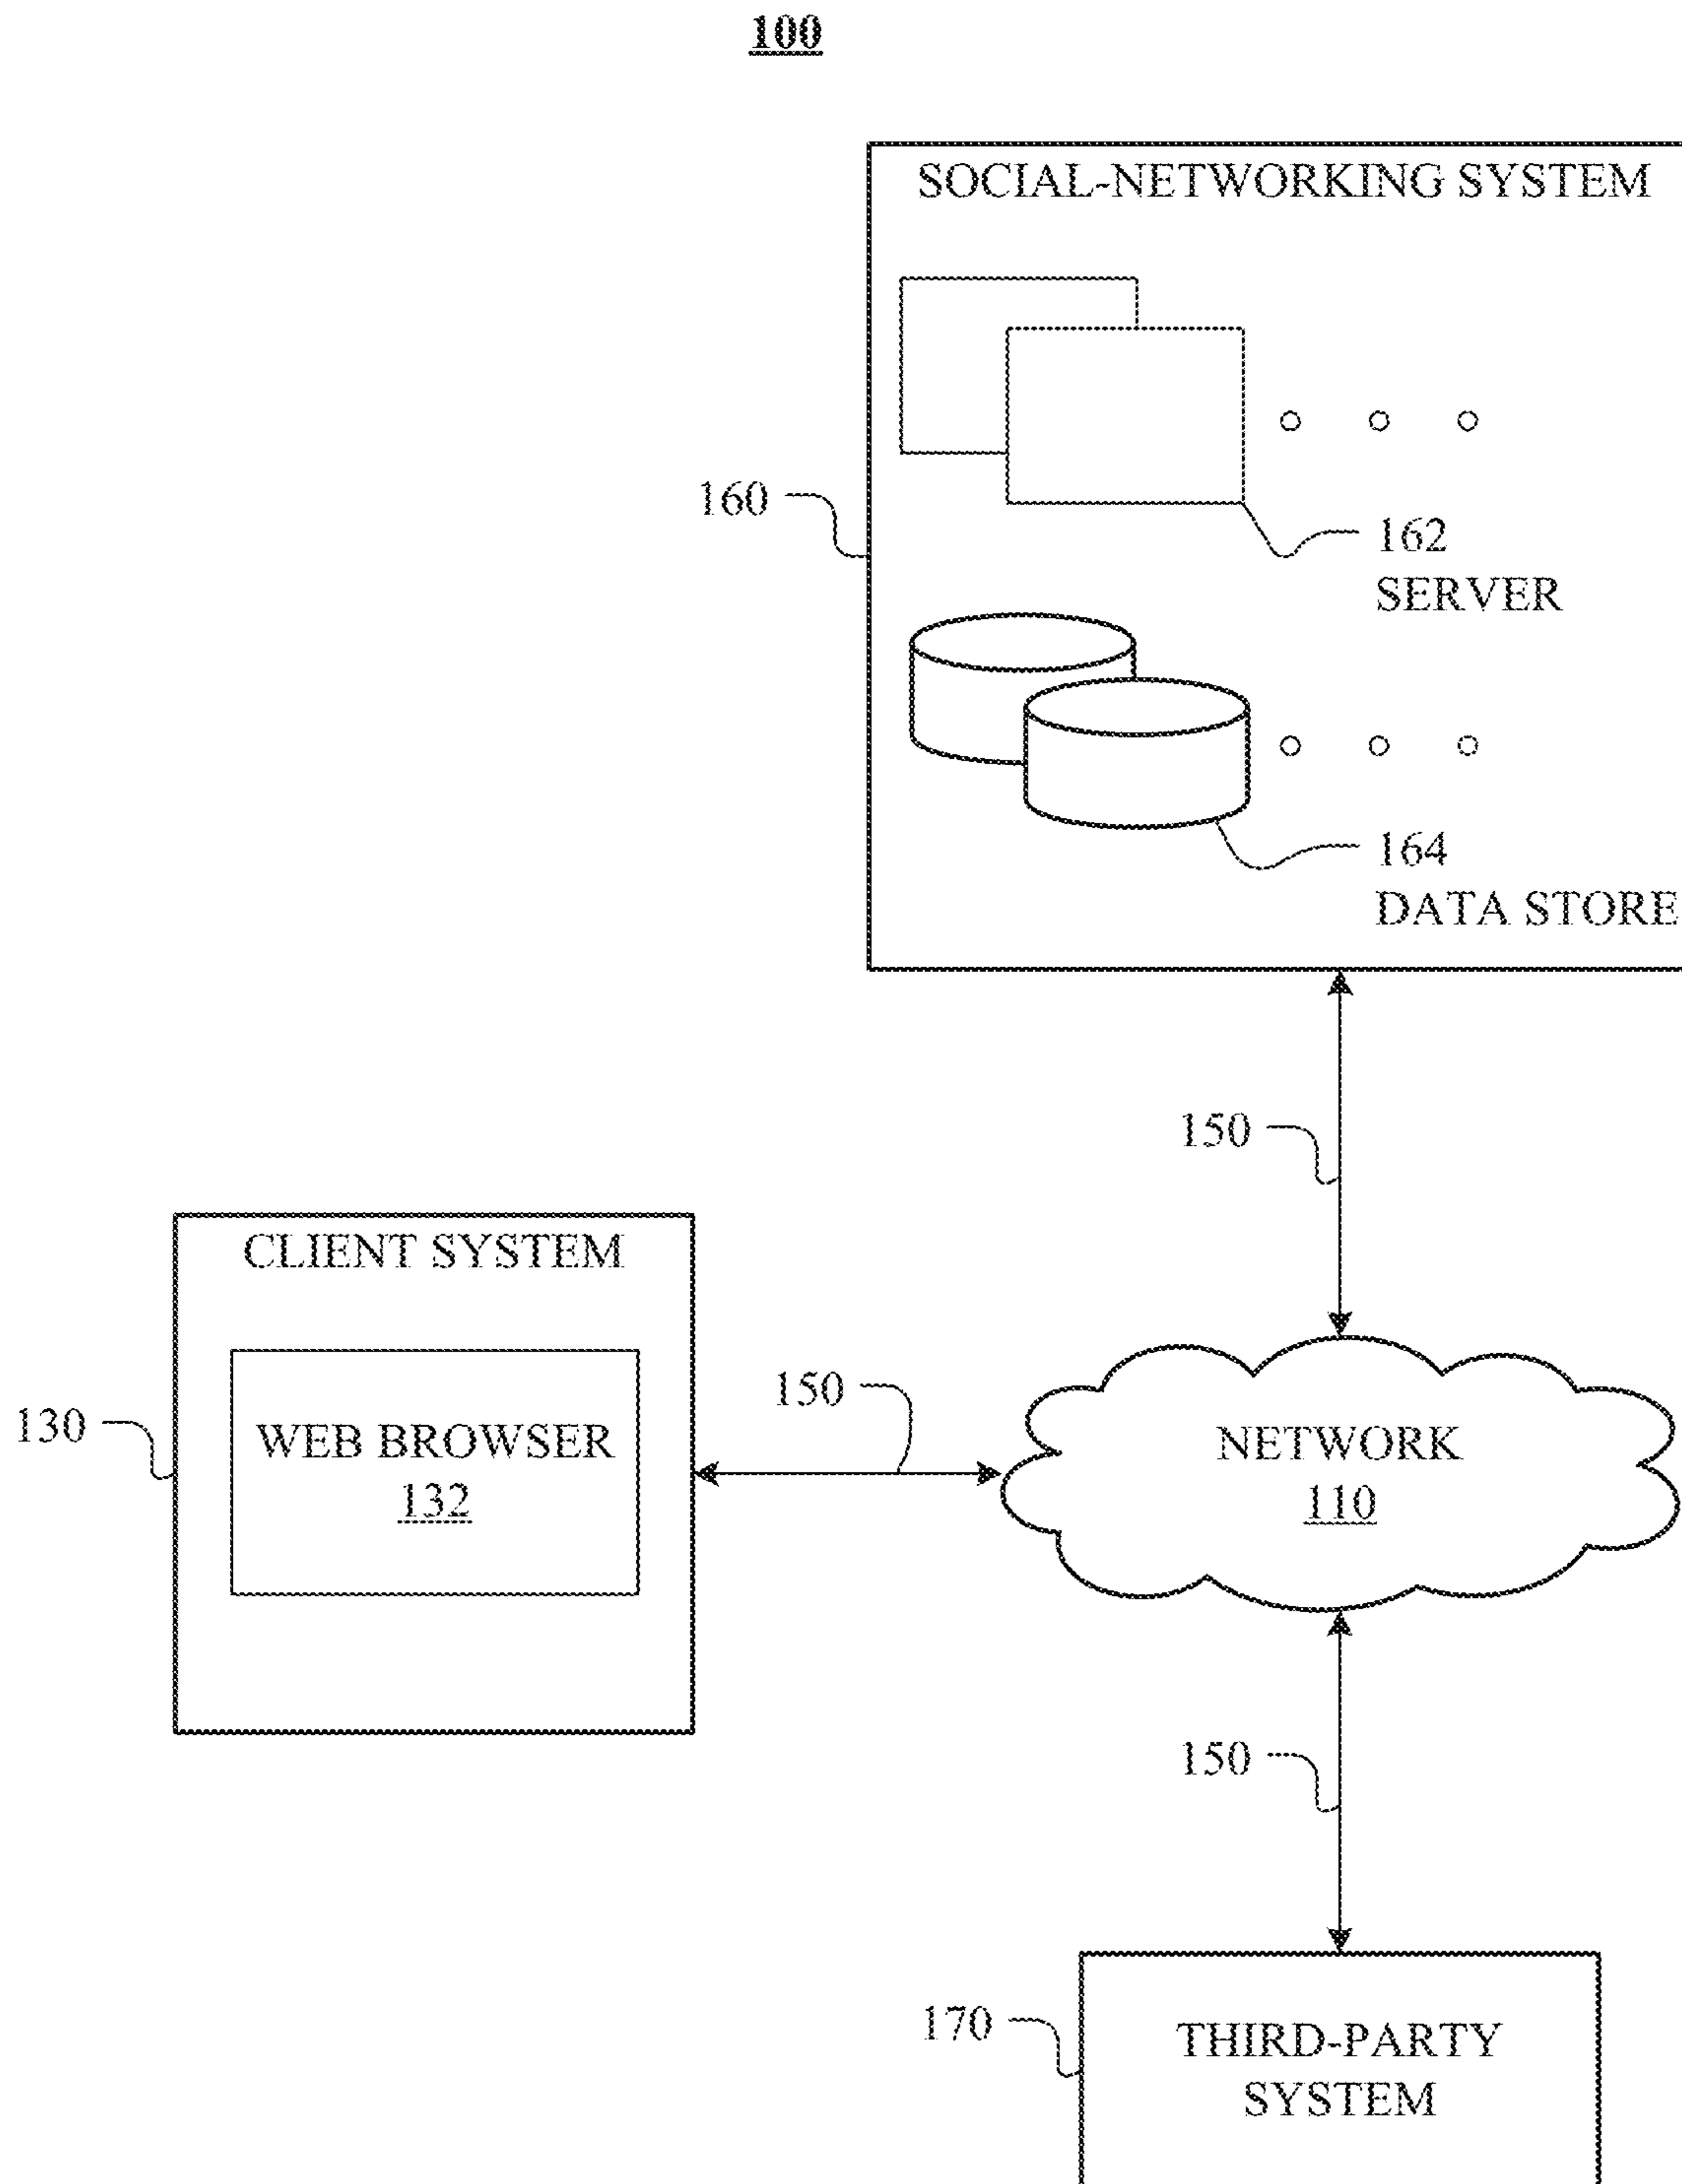 100
SOCIAL-NETWORKING SYSTEM
160
162
SERVER
164
DATA STORE
150
CLIENT SYSTEM
WEB BROWSER
132
130
150
NETWORK
110
150
170
THIRD-PARTY
SYSTEM